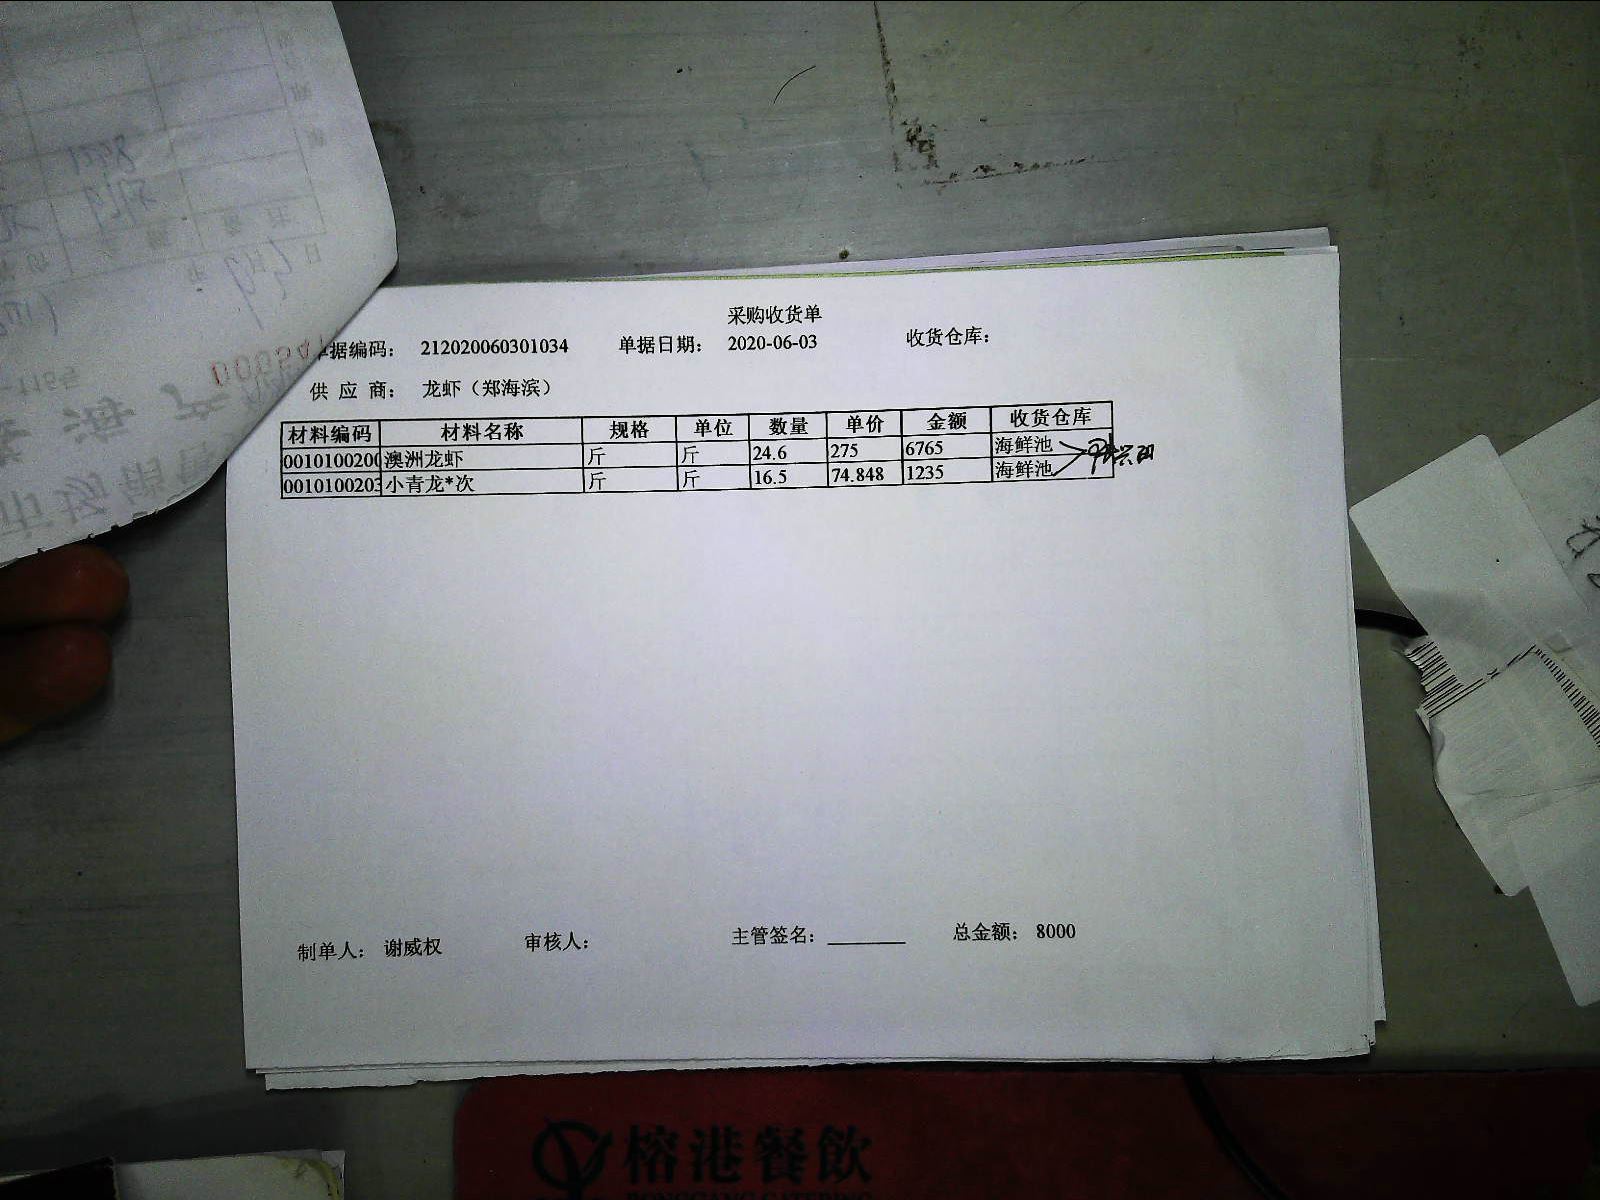 采购收货单
单据编码： 212020060301034 单据日期： 2020-06-03 收货仓库：
供 应 商： 龙虾（郑海滨）
材料编码 材料名称 规格 单位 数量 单价 金额 收货仓库
0010100200 澳洲龙虾 斤 斤 24.6 275 6765 海鲜池
0010100203 小青龙*次 斤 斤 16.5 74.848 1235 海鲜池
制单人： 谢威权 审核人： 主管签名： ________ 总金额： 8000
榕港餐飲